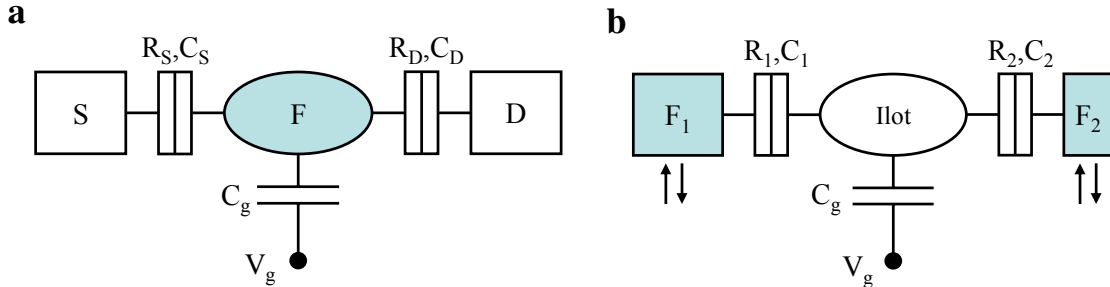 a
R_S,C_S
R_D,C_D
S
F
D
C_g
V_g
b
R_1,C_1
R_2,C_2
F_1
Ilot
F_2
C_g
V_g